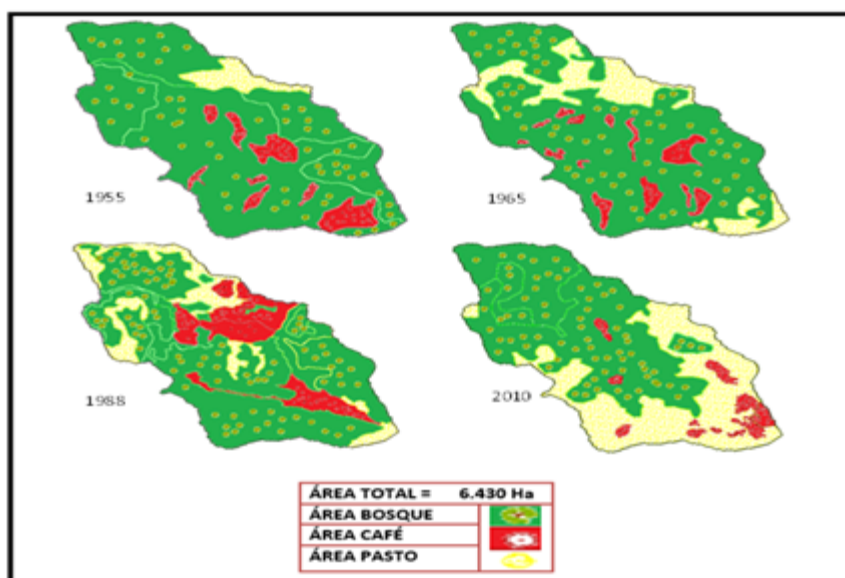 1955
1965
1988
2010
ÁREA TOTAL = 6.430 Ha
ÁREA BOSQUE
ÁREA CAFÉ
ÁREA PASTO